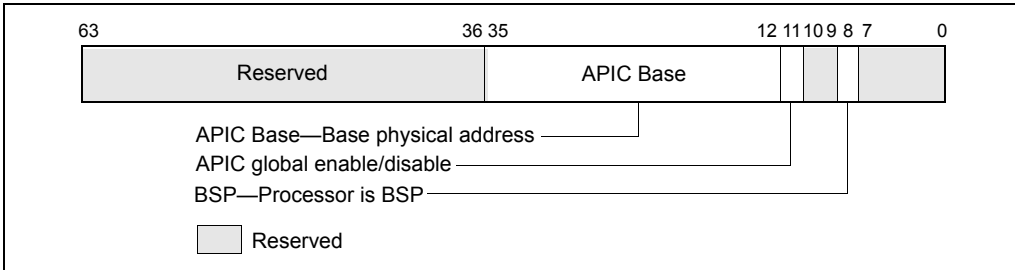 63 36 35 12 11 10 9 8 7 0
Reserved APIC Base
APIC Base—Base physical address
APIC global enable/disable
BSP—Processor is BSP
Reserved